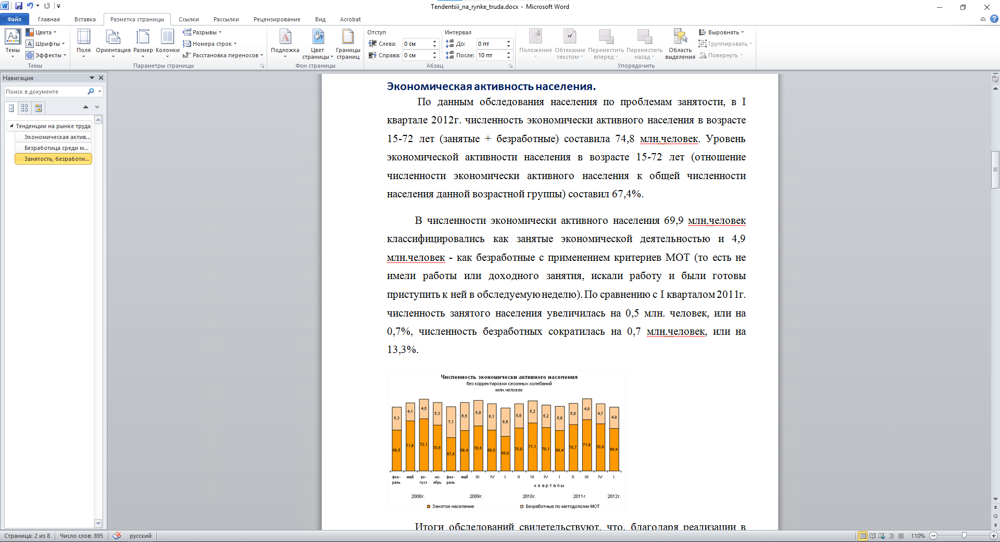 Tendentsii_na_rynke_truda.docx - Microsoft Word
Файл Главная Вставка Разметка страницы Ссылки Рассылки Рецензирование Вид Acrobat
Темы
Цвета
Шрифты
Эффекты
Темы
Поля
Ориентация
Размер
Колонки
Разрывы
Номера строк
Расстановка переносов
Параметры страницы
Подложка
Цвет
страницы
Границы
страниц
Фон страницы
Отступ
Слева: 0 см
Справа: 0 см
Интервал
До: 0 пт
После: 10 пт
Абзац
Положение
Обтекание
текстом
Переместить
вперед
Переместить
назад
Область
выделения
Выровнять
Группировать
Повернуть
Упорядочить
Навигация
Поиск в документе
Тенденции на рынке труда
Экономическая актив...
Безработица среди м...
Занятость, безработи...
Экономическая активность населения.
По данным обследования населения по проблемам занятости, в I
квартале 2012г. численность экономически активного населения в возрасте
15-72 лет (занятые + безработные) составила 74,8 млн.человек. Уровень
экономической активности населения в возрасте 15-72 лет (отношение
численности экономически активного населения к общей численности
населения данной возрастной группы) составил 67,4%.
В численности экономически активного населения 69,9 млн.человек
классифицировались как занятые экономической деятельностью и 4,9
млн.человек - как безработные с применением критериев МОТ (то есть не
имели работы или доходного занятия, искали работу и были готовы
приступить к ней в обследуемую неделю). По сравнению с I кварталом 2011г.
численность занятого населения увеличилась на 0,5 млн. человек, или на
0,7%, численность безработных сократилась на 0,7 млн.человек, или на
13,3%.
Численность экономически активного населения
без корректировки сезонных колебаний
млн.человек
5,3 4,1 4,5 5,3 7,1 6,5 5,9 6,1 6,6 5,6 5,2 5,2 5,6 5,0 4,8 4,7 4,9
69,5 71,6 72,1 70,6 67,8 69,4 70,5 69,5 68,0 70,0 71,1 70,1 69,4 70,7 71,9 70,9 69,9
фев- май ав- но- фев- май III IV I II III IV I II III IV I
раль густ ябрь раль
кварталы
2008г. 2009г. 2010г. 2011г. 2012г.
Занятое население Безработные по методологии МОТ
Итоги обследований свидетельствуют, что, благодаря реализации в
Страница: 2 из 8 Число слов: 895 русский 110%